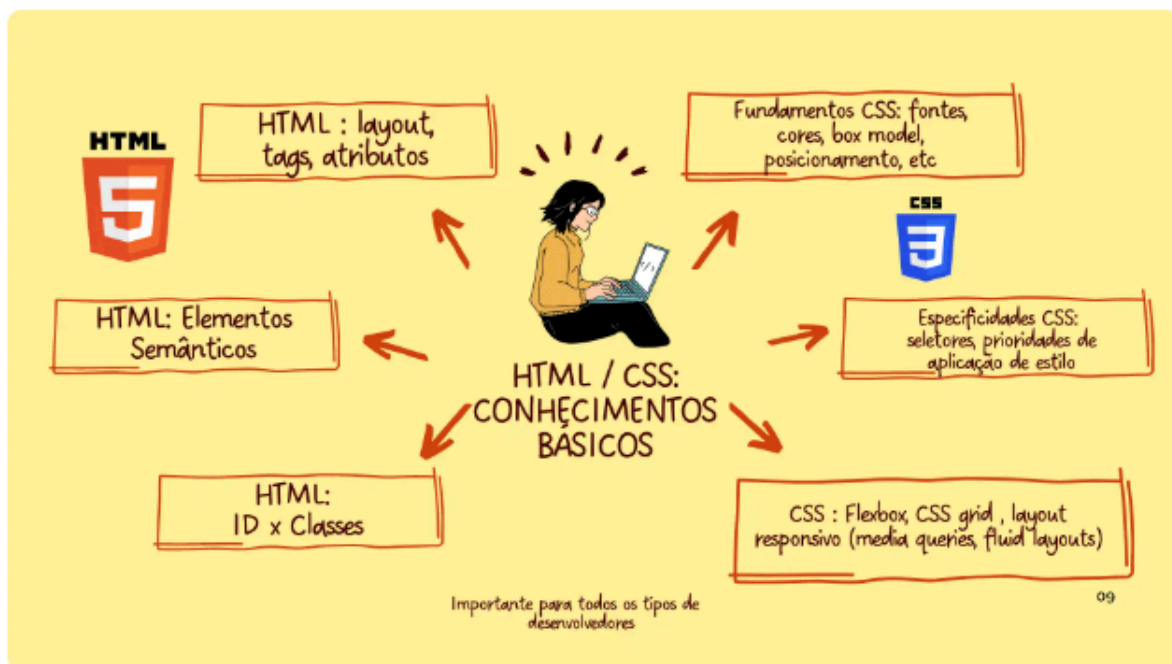 HTML
5
HTML : layout,
tags, atributos
Fundamentos CSS: fontes,
cores, box model,
posicionamento, etc
CSS
3
</>
HTML: Elementos
Semânticos
Especificidades CSS:
seletores, prioridades de
aplicação de estilo
HTML / CSS:
CONHECIMENTOS
BÁSICOS
HTML:
ID x Classes
CSS : Flexbox, CSS grid , layout
responsivo (media queries, fluid layouts)
Importante para todos os tipos de
desenvolvedores
09